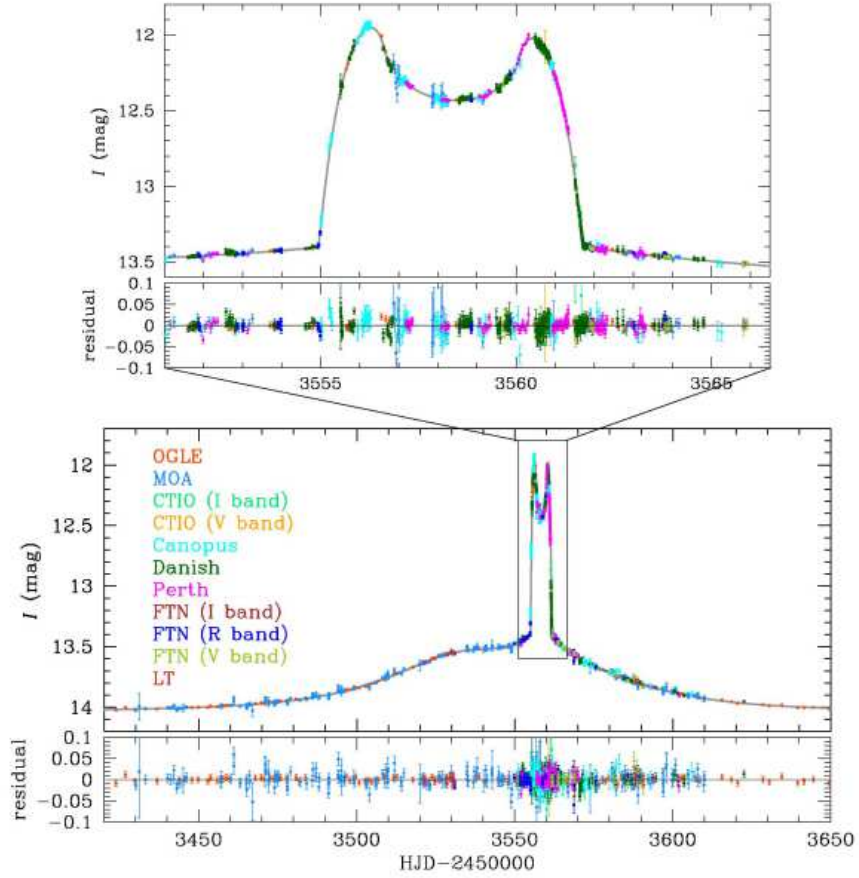 12
12.5
13
13.5
I (mag)
0.1
0.05
0
−0.05
−0.1
residual
3555
3560
3565
12
12.5
13
13.5
14
I (mag)
OGLE
MOA
CTIO (I band)
CTIO (V band)
Canopus
Danish
Perth
FTN (I band)
FTN (R band)
FTN (V band)
LT
0.1
0.05
0
−0.05
−0.1
residual
3450
3500
3550
3600
3650
HJD−2450000